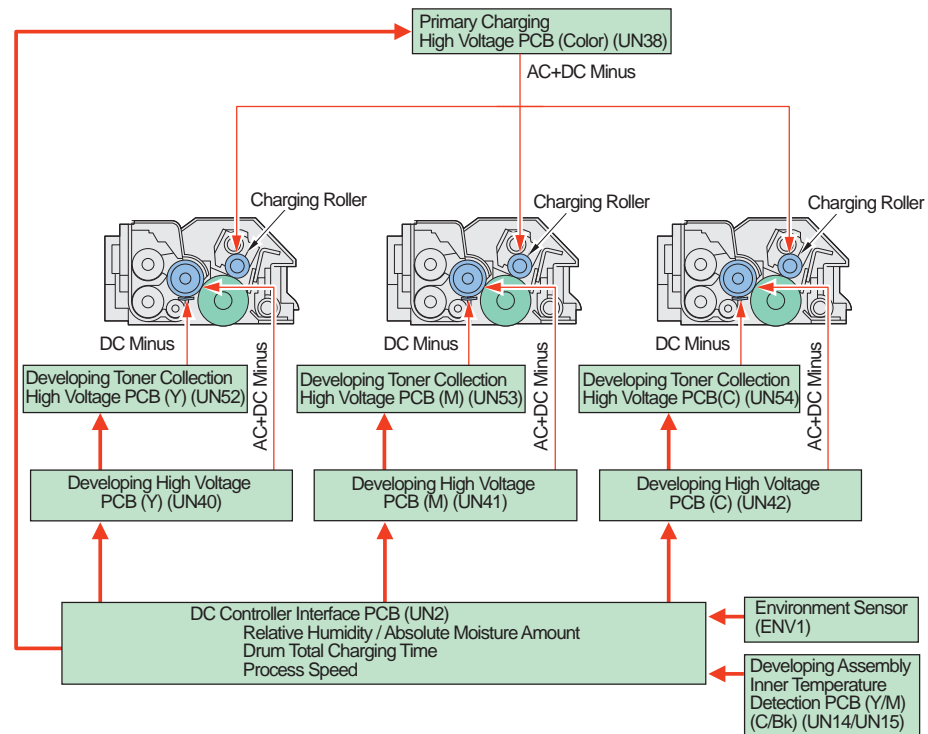 Primary Charging
High Voltage PCB (Color) (UN38)
AC+DC Minus
Charging Roller
Charging Roller
Charging Roller
DC Minus
DC Minus
DC Minus
AC+DC Minus
AC+DC Minus
AC+DC Minus
Developing Toner Collection
High Voltage PCB (Y) (UN52)
Developing Toner Collection
High Voltage PCB (M) (UN53)
Developing Toner Collection
High Voltage PCB(C) (UN54)
Developing High Voltage
PCB (Y) (UN40)
Developing High Voltage
PCB (M) (UN41)
Developing High Voltage
PCB (C) (UN42)
DC Controller Interface PCB (UN2)
Relative Humidity / Absolute Moisture Amount
Drum Total Charging Time
Process Speed
Environment Sensor
(ENV1)
Developing Assembly
Inner Temperature
Detection PCB (Y/M)
(C/Bk) (UN14/UN15)